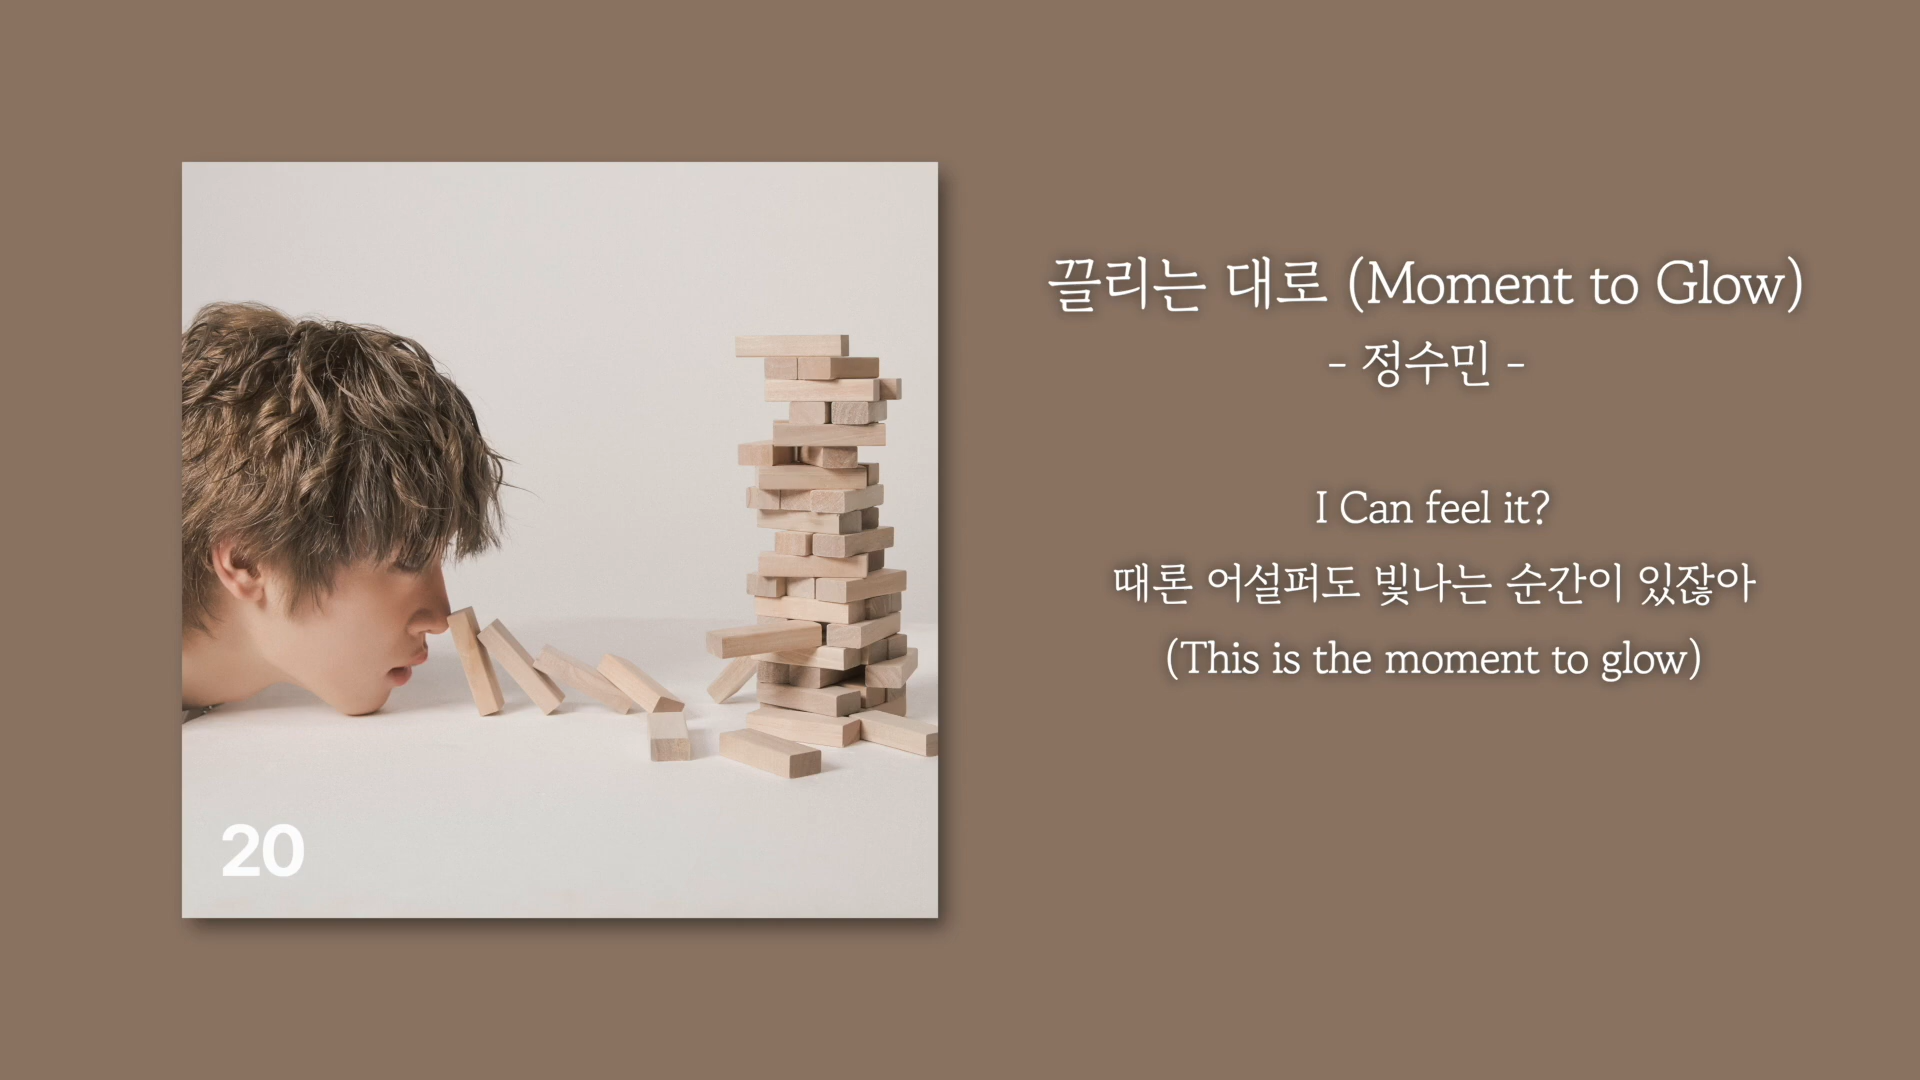 끌리는 대로 (Moment to Glow)
- 정수민 -
I Can feel it?
때론 어설퍼도 빛나는 순간이 있잖아
(This is the moment to glow)
20